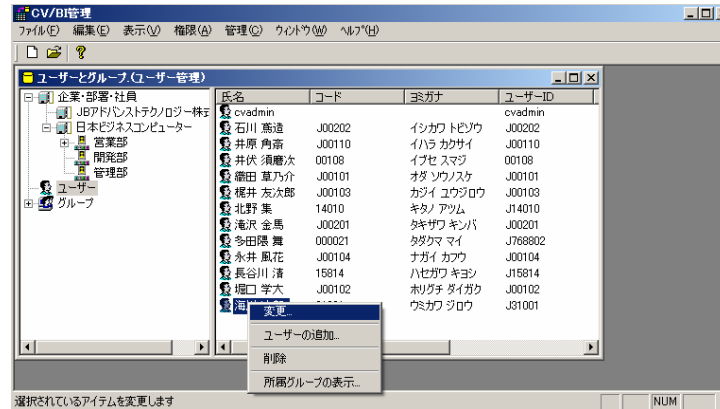 CV/BI管理
ファイル(F) 編集(E) 表示(V) 権限(A) 管理(C) ウィンドウ(W) ヘルプ(H)
ユーザーとグループ.(ユーザー管理)
企業・部署・社員
JBアドバンストテクノロジー株式
日本ビジネスコンピューター
営業部
開発部
管理部
ユーザー
グループ
氏名 コード ヨミガナ ユーザーID
cvadmin cvadmin
石川 蔦造 J00202 イシカワ トビゾウ J00202
井原 角斎 J00110 イハラ カクサイ J00110
井伏 須磨次 00108 イブセ スマジ 00108
織田 草乃介 J00101 オダ ソウノスケ J00101
梶井 友次郎 J00103 カジイ ユウジロウ J00103
北野 集 14010 キタノ アツム J14010
滝沢 金馬 J00201 タキザワ キンバ J00201
多田隈 舞 000021 タダクマ マイ J768802
永井 風花 J00104 ナガイ カフウ J00104
長谷川 清 15814 ハセガワ キヨシ J15814
堀口 学大 J00102 ホリグチ ダイガク J00102
海 ウミカワ ジロウ J31001
変更...
ユーザーの追加...
削除
所属グループの表示...
選択されているアイテムを変更します NUM